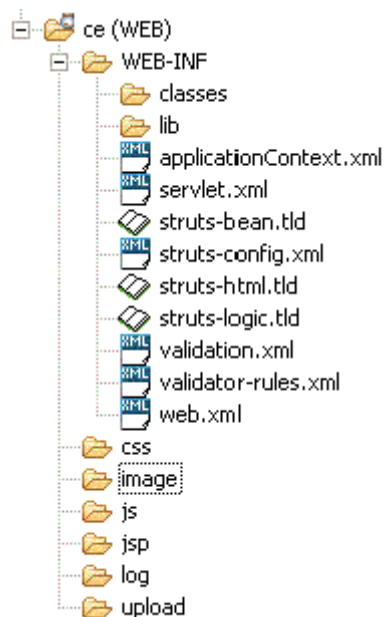 ce (WEB)
WEB-INF
classes
lib
applicationContext.xml
servlet.xml
struts-bean.tld
struts-config.xml
struts-html.tld
struts-logic.tld
validation.xml
validator-rules.xml
web.xml
css
image
js
jsp
log
upload